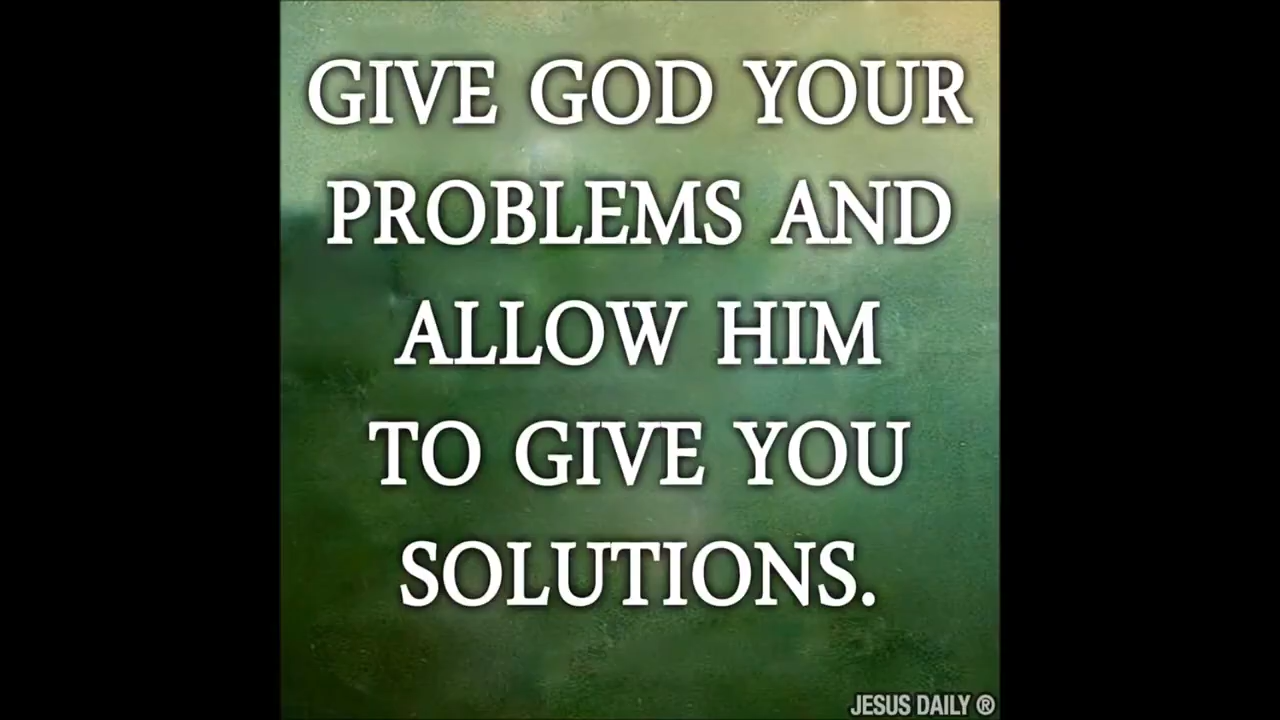 GIVE GOD YOUR
PROBLEMS AND
ALLOW HIM
TO GIVE YOU
SOLUTIONS.
JESUS DAILY ®